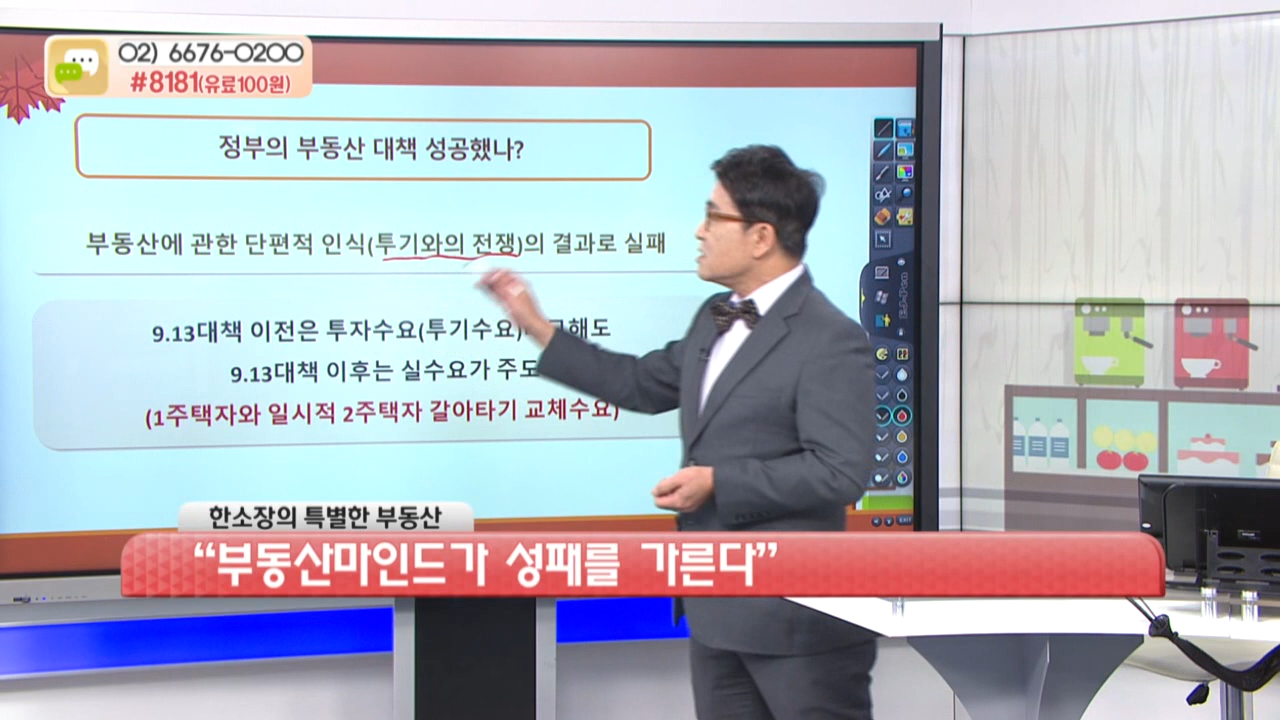 02) 6676-0200
#8181(유료100원)
정부의 부동산 대책 성공했나?
부동산에 관한 단편적 인식(투기와의 전쟁)의 결과로 실패
9.13대책 이전은 투자수요(투기수요)
9.13대책 이후는 실수요가 주도
(1주택자와 일시적 2주택자 갈아타기 교체수요)
한소장의 특별한 부동산
“부동산마인드가 성패를 가른다”
EXIT